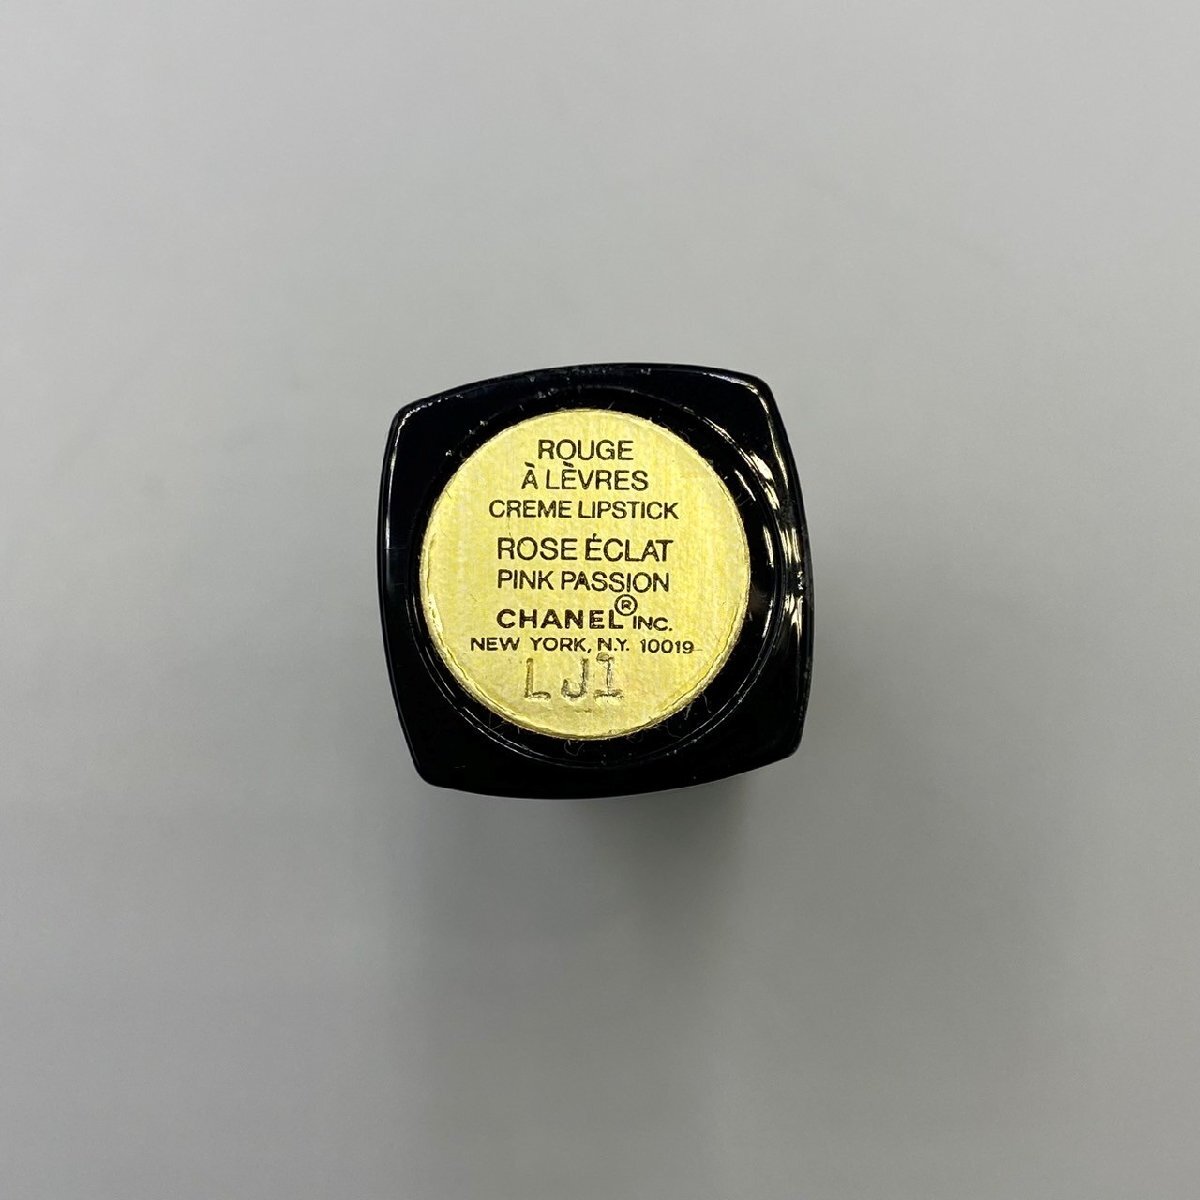 ROUGE
À LÈVRES
CREME LIPSTICK
ROSE ÉCLAT
PINK PASSION
CHANEL® INC.
NEW YORK, N.Y. 10019
LJ1